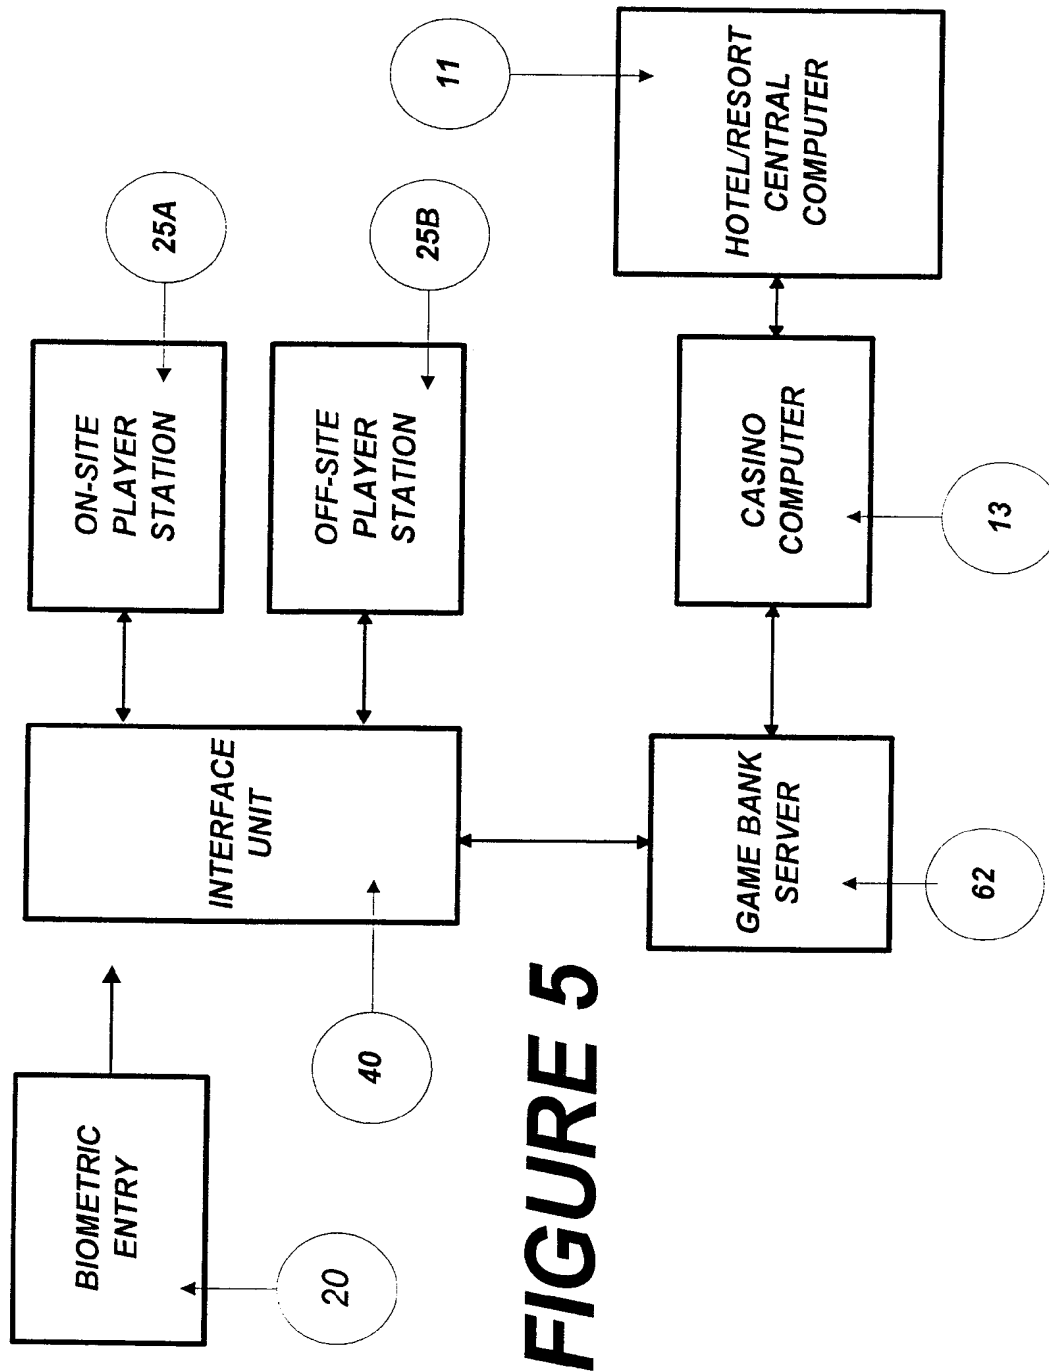 BIOMETRIC
ENTRY
20
INTERFACE
UNIT
40
ON-SITE
PLAYER
STATION
25A
OFF-SITE
PLAYER
STATION
25B
GAME BANK
SERVER
62
CASINO
COMPUTER
13
HOTEL/RESORT
CENTRAL
COMPUTER
11
FIGURE 5